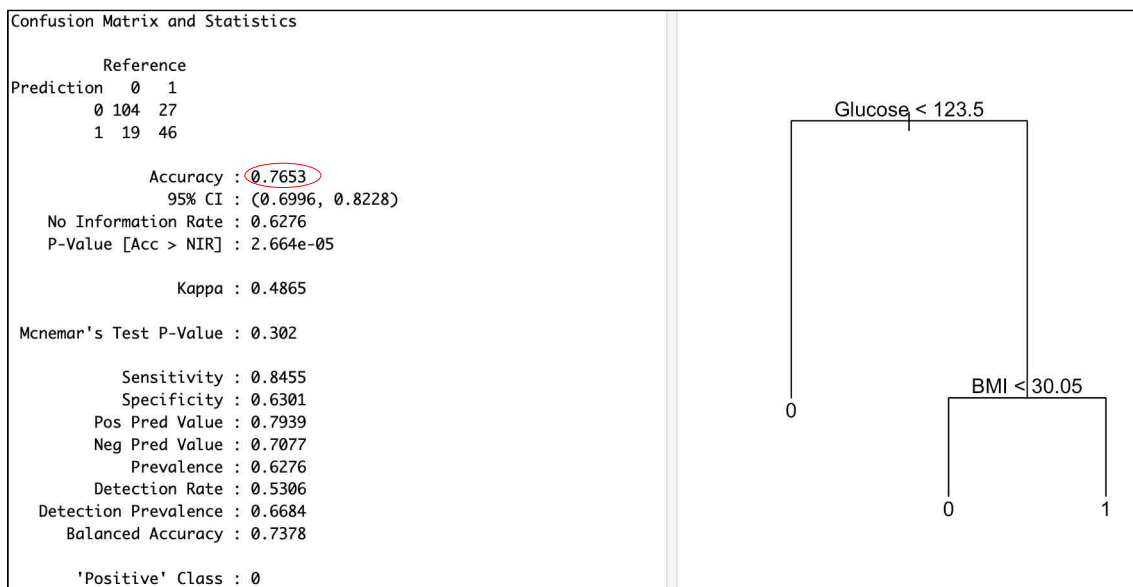 Confusion Matrix and Statistics
Reference
Prediction 0 1
0 104 27
1 19 46
Accuracy : 0.7653
95% CI : (0.6996, 0.8228)
No Information Rate : 0.6276
P-Value [Acc > NIR] : 2.664e-05
Kappa : 0.4865
Mcnemar's Test P-Value : 0.302
Sensitivity : 0.8455
Specificity : 0.6301
Pos Pred Value : 0.7939
Neg Pred Value : 0.7077
Prevalence : 0.6276
Detection Rate : 0.5306
Detection Prevalence : 0.6684
Balanced Accuracy : 0.7378
'Positive' Class : 0
Glucose < 123.5
BMI < 30.05
0
0
1